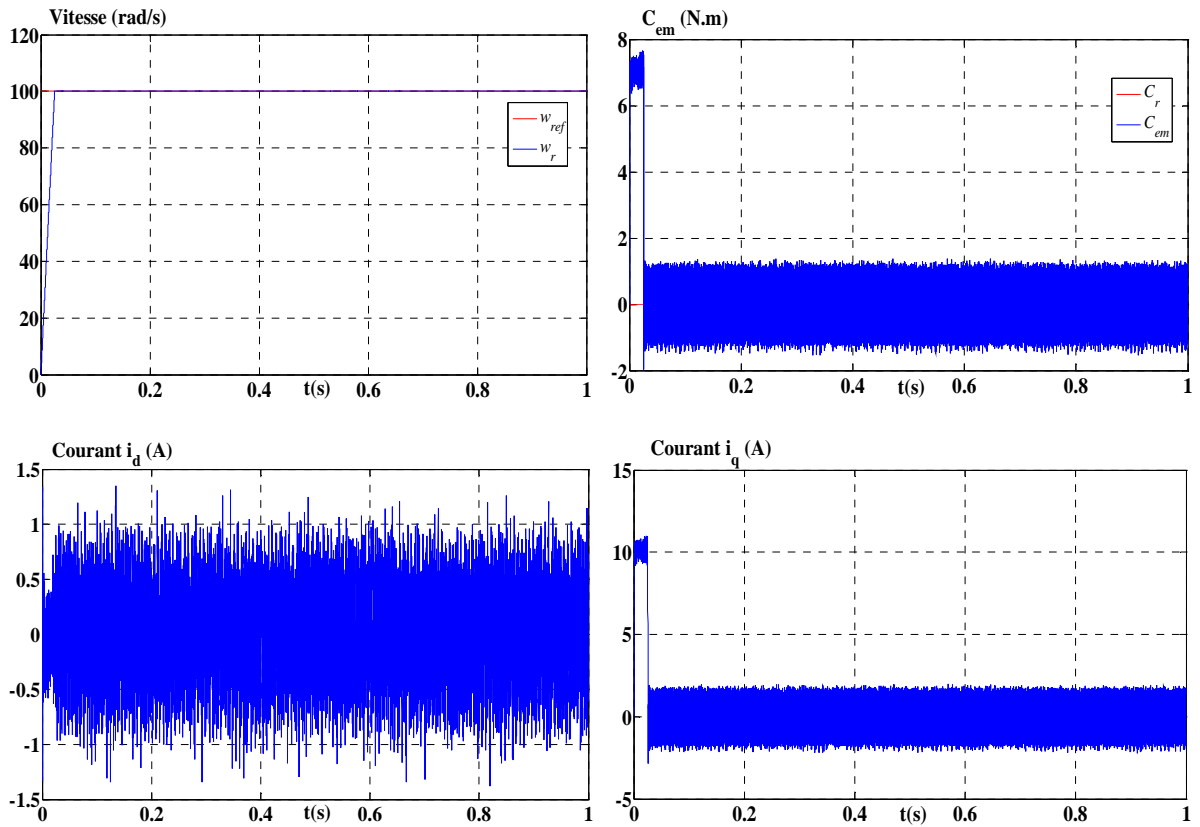 Vitesse (rad/s)
120
100
80
60
40
20
0
w_ref
w_r
0 0.2 0.4 0.6 0.8 1
t(s)
C_em (N.m)
8
6
4
2
0
-2
C_r
C_em
0 0.2 0.4 0.6 0.8 1
t(s)
Courant i_d (A)
1.5
1
0.5
0
-0.5
-1
-1.5
0 0.2 0.4 0.6 0.8 1
t(s)
Courant i_q (A)
15
10
5
0
-5
0 0.2 0.4 0.6 0.8 1
t(s)